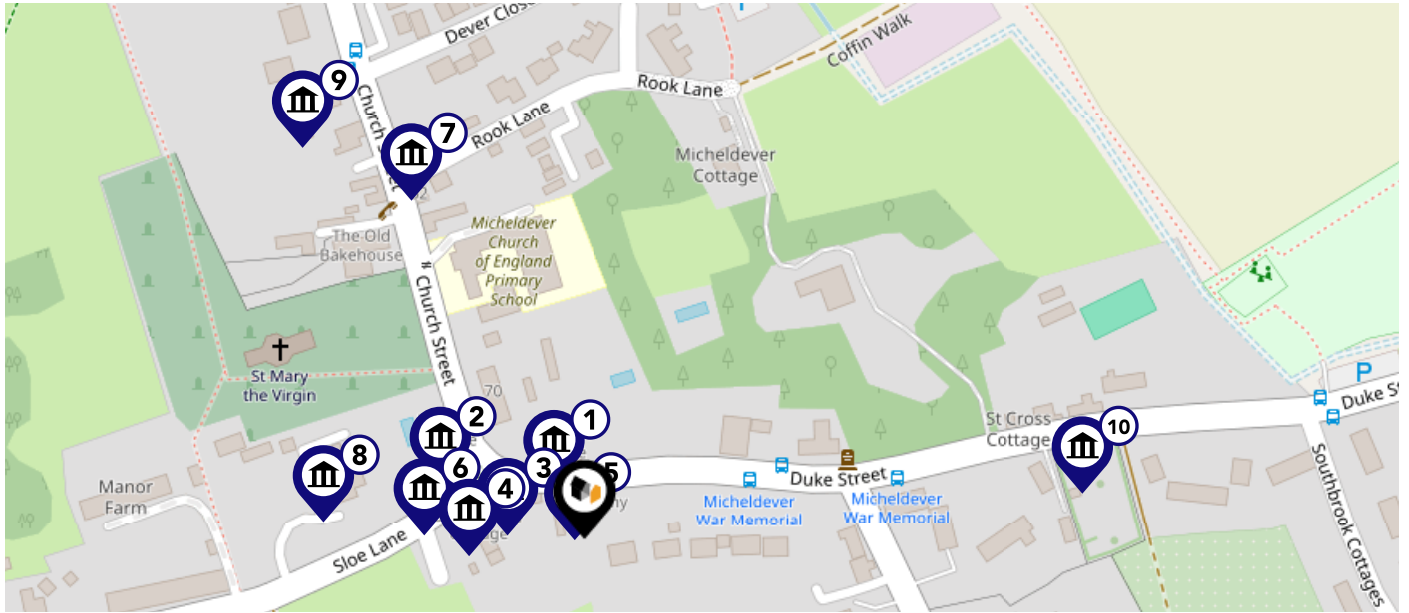 Dever Close
Coffin Walk
9
Church
Rook Lane
7
Rook Lane
Micheldever
Cottage
The Old
Bakehouse
Micheldever
Church
of England
Primary
School
Church Street
St Mary
the Virgin
70
2
1
St Cross
Cottage
10
P
Duke St
8
6
3
4
5
Manor
Farm
Duke Street
Micheldever
War Memorial
Micheldever
War Memorial
Sloe Lane
Southbrook Cottages